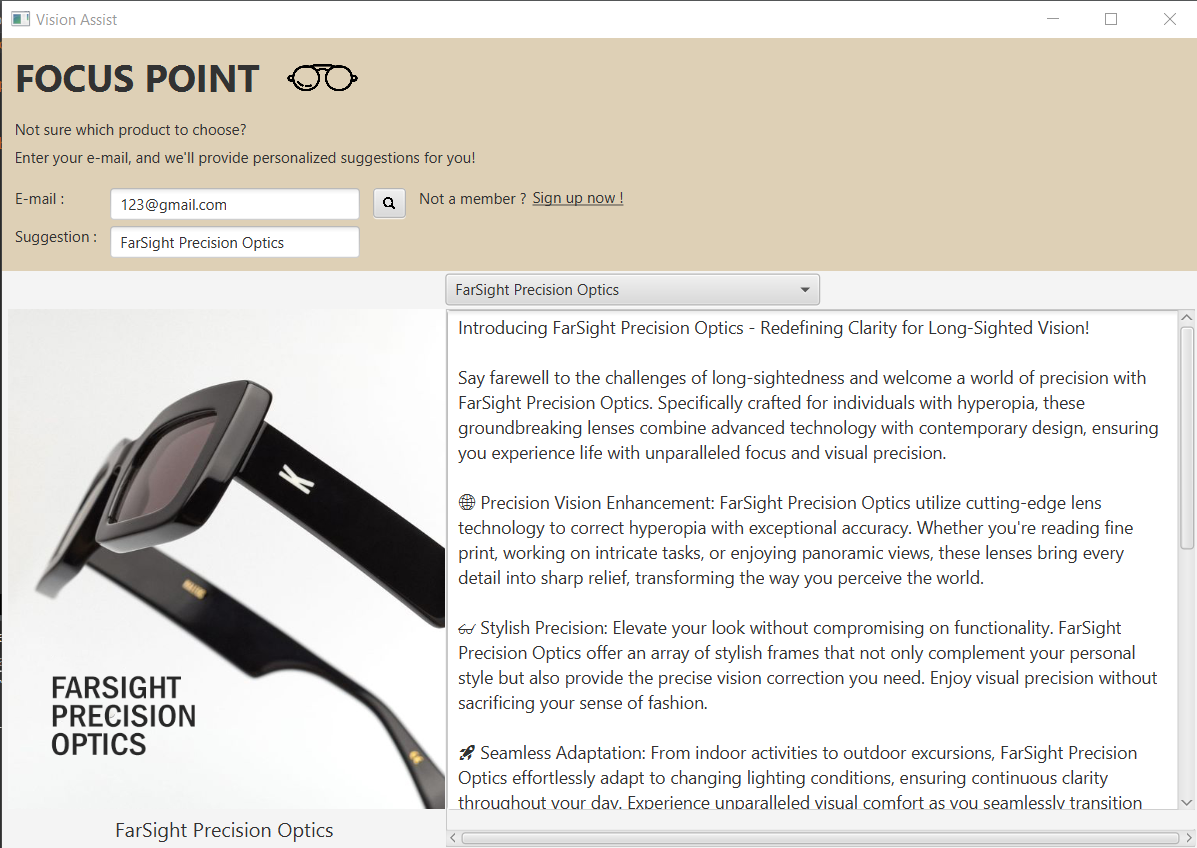 Vision Assist
FOCUS POINT
Not sure which product to choose?
Enter your e-mail, and we'll provide personalized suggestions for you!
E-mail :
123@gmail.com
Not a member ? Sign up now !
Suggestion :
FarSight Precision Optics
FarSight Precision Optics
K
FARSIGHT
PRECISION
OPTICS
FarSight Precision Optics
Introducing FarSight Precision Optics - Redefining Clarity for Long-Sighted Vision!
Say farewell to the challenges of long-sightedness and welcome a world of precision with
FarSight Precision Optics. Specifically crafted for individuals with hyperopia, these
groundbreaking lenses combine advanced technology with contemporary design, ensuring
you experience life with unparalleled focus and visual precision.
🌐 Precision Vision Enhancement: FarSight Precision Optics utilize cutting-edge lens
technology to correct hyperopia with exceptional accuracy. Whether you're reading fine
print, working on intricate tasks, or enjoying panoramic views, these lenses bring every
detail into sharp relief, transforming the way you perceive the world.
👓 Stylish Precision: Elevate your look without compromising on functionality. FarSight
Precision Optics offer an array of stylish frames that not only complement your personal
style but also provide the precise vision correction you need. Enjoy visual precision without
sacrificing your sense of fashion.
🚀 Seamless Adaptation: From indoor activities to outdoor excursions, FarSight Precision
Optics effortlessly adapt to changing lighting conditions, ensuring continuous clarity
throughout your day. Experience unparalleled visual comfort as you seamlessly transition